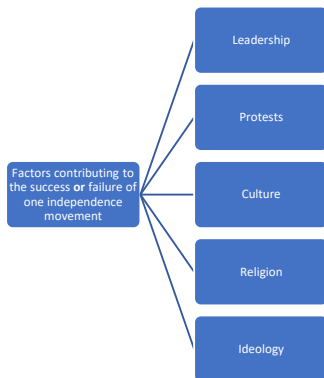 Leadership
Protests
Factors contributing to
the success or failure of
one independence
movement
Culture
Religion
Ideology